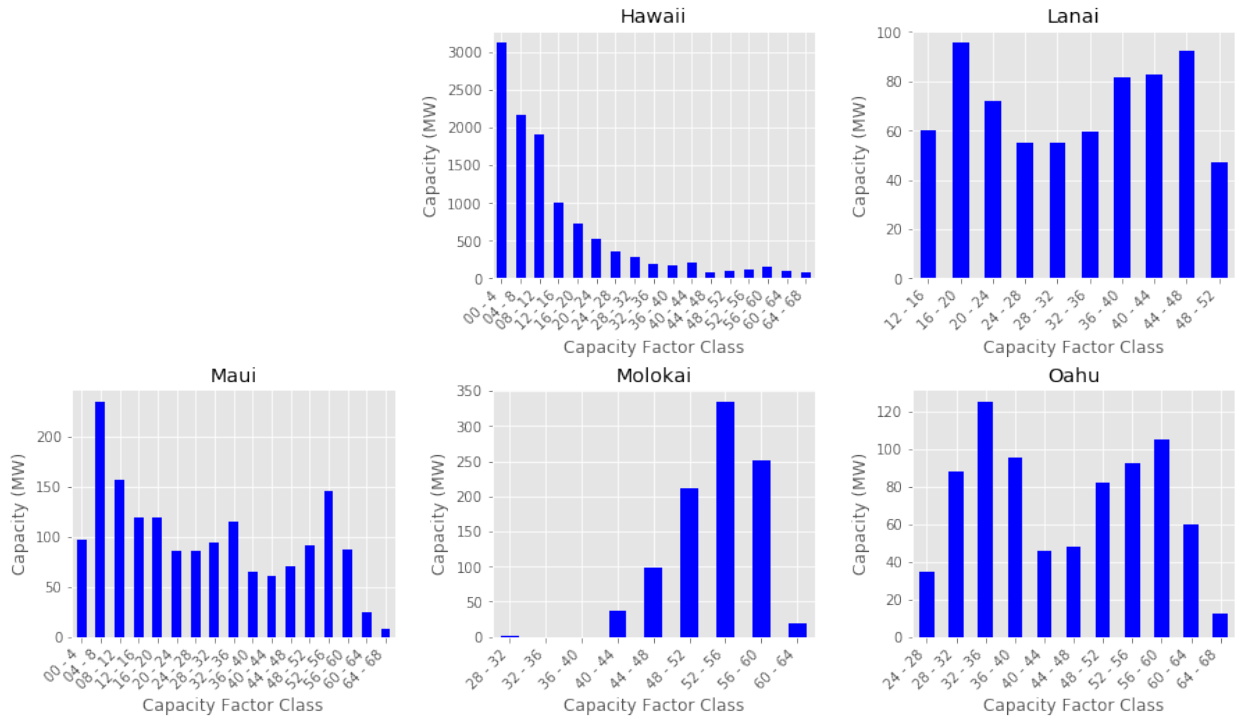 Hawaii
Capacity (MW)
3000
2500
2000
1500
1000
500
0
00 - 4
04 - 8
08 - 12
12 - 16
16 - 20
20 - 24
24 - 28
28 - 32
32 - 36
36 - 40
40 - 44
44 - 48
48 - 52
52 - 56
56 - 60
60 - 64
64 - 68
Capacity Factor Class
Lanai
Capacity (MW)
100
80
60
40
20
0
12 - 16
16 - 20
20 - 24
24 - 28
28 - 32
32 - 36
36 - 40
40 - 44
44 - 48
48 - 52
Capacity Factor Class
Maui
Capacity (MW)
200
150
100
50
0
00 - 4
04 - 8
08 - 12
12 - 16
16 - 20
20 - 24
24 - 28
28 - 32
32 - 36
36 - 40
40 - 44
44 - 48
48 - 52
52 - 56
56 - 60
60 - 64
64 - 68
Capacity Factor Class
Molokai
Capacity (MW)
350
300
250
200
150
100
50
0
28 - 32
32 - 36
36 - 40
40 - 44
44 - 48
48 - 52
52 - 56
56 - 60
60 - 64
Capacity Factor Class
Oahu
Capacity (MW)
120
100
80
60
40
20
0
24 - 28
28 - 32
32 - 36
36 - 40
40 - 44
44 - 48
48 - 52
52 - 56
56 - 60
60 - 64
64 - 68
Capacity Factor Class